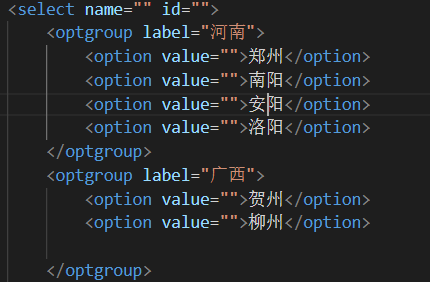 <select name="" id="">
<optgroup label="河南">
<option value="">郑州</option>
<option value="">南阳</option>
<option value="">安阳</option>
<option value="">洛阳</option>
</optgroup>
<optgroup label="广西">
<option value="">贺州</option>
<option value="">柳州</option>
</optgroup>